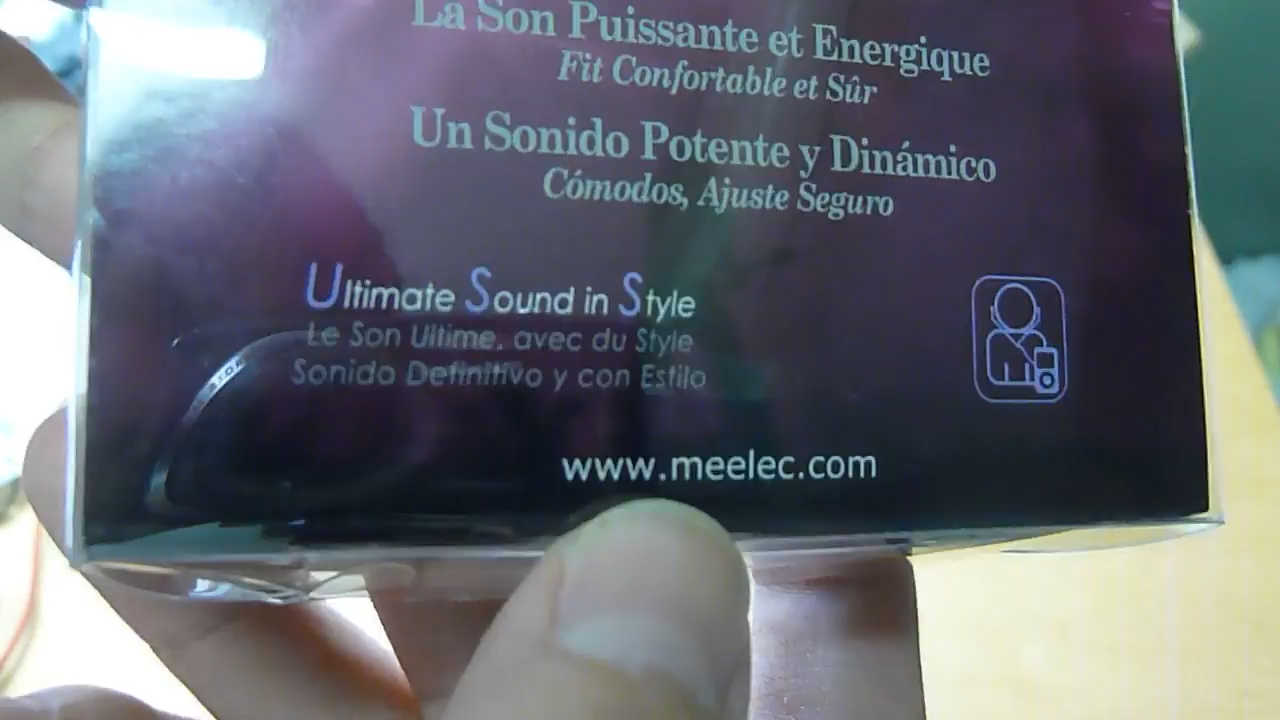 La Son Puissante et Energique
Fit Confortable et Sûr
Un Sonido Potente y Dinámico
Cómodos, Ajuste Seguro
Ultimate Sound in Style
Le Son Ultime, avec du Style
Sonido Definitivo y con Estilo
www.meelec.com